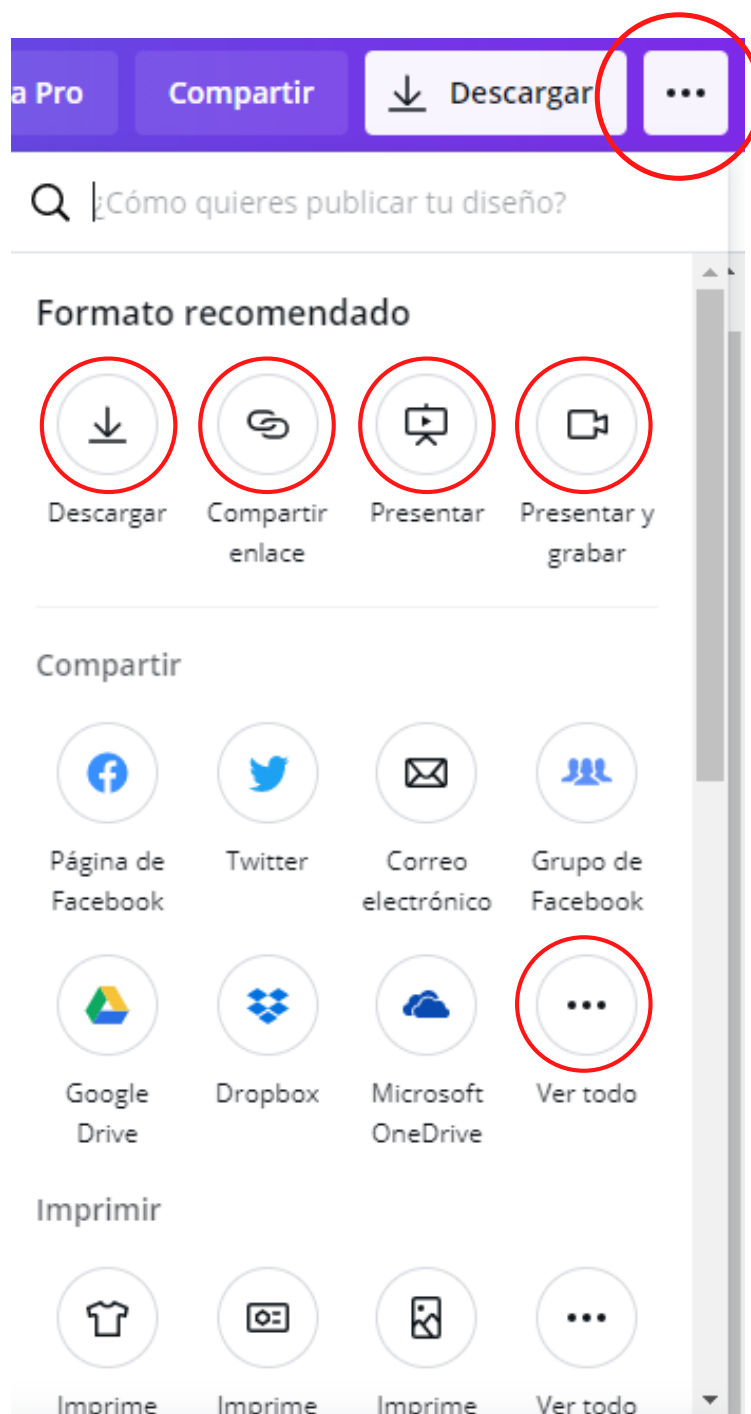 a Pro Compartir Descargar
¿Cómo quieres publicar tu diseño?
Formato recomendado
Descargar Compartir enlace Presentar Presentar y grabar
Compartir
Página de Facebook Twitter Correo electrónico Grupo de Facebook
Google Drive Dropbox Microsoft OneDrive Ver todo
Imprimir
Imprime Imprime Imprime Ver todo